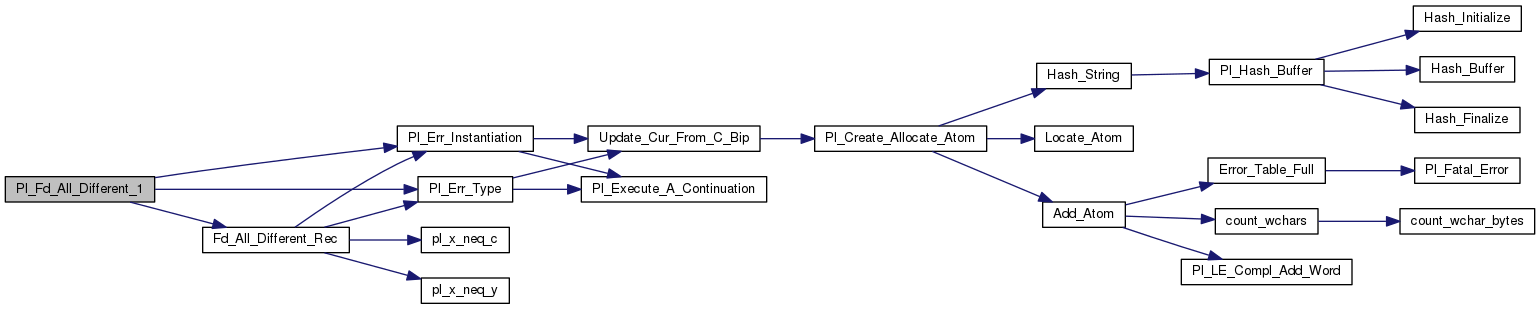 Pl_Fd_All_Different_1
Fd_All_Different_Rec
Pl_Err_Instantiation
Pl_Err_Type
pl_x_neq_c
pl_x_neq_y
Update_Cur_From_C_Bip
Pl_Execute_A_Continuation
Pl_Create_Allocate_Atom
Hash_String
Locate_Atom
Add_Atom
Pl_Hash_Buffer
Error_Table_Full
count_wchars
Pl_LE_Compl_Add_Word
Hash_Initialize
Hash_Buffer
Hash_Finalize
Pl_Fatal_Error
count_wchar_bytes